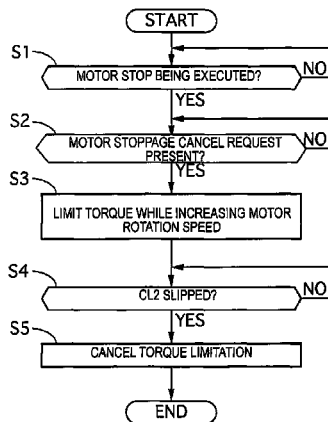 START
S1
MOTOR STOP BEING EXECUTED?
NO
YES
S2
MOTOR STOPPAGE CANCEL REQUEST
PRESENT?
NO
YES
S3
LIMIT TORQUE WHILE INCREASING MOTOR
ROTATION SPEED
S4
CL2 SLIPPED?
NO
YES
S5
CANCEL TORQUE LIMITATION
END